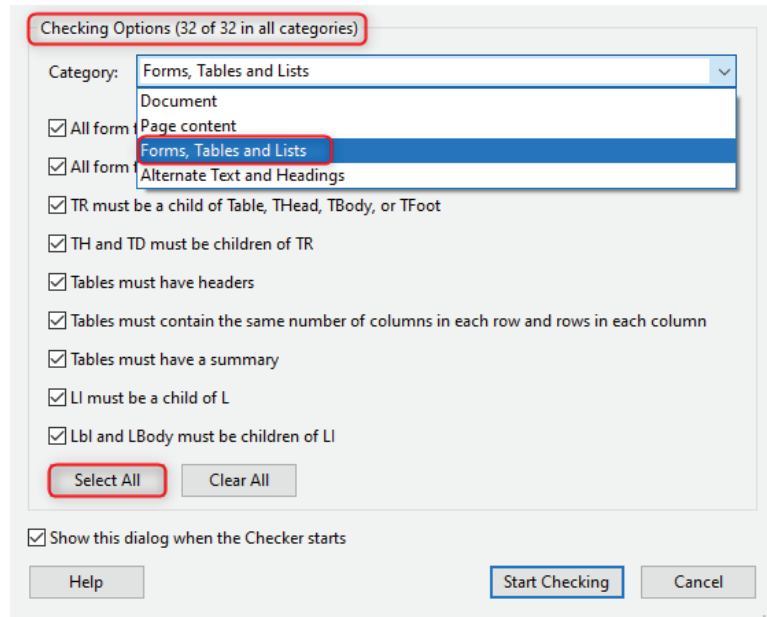 Checking Options (32 of 32 in all categories)
Category: Forms, Tables and Lists
Document
All form
Page content
Forms, Tables and Lists
All form
Alternate Text and Headings
TR must be a child of Table, THead, TBody, or TFoot
TH and TD must be children of TR
Tables must have headers
Tables must contain the same number of columns in each row and rows in each column
Tables must have a summary
LI must be a child of L
Lbl and LBody must be children of LI
Select All Clear All
Show this dialog when the Checker starts
Help Start Checking Cancel